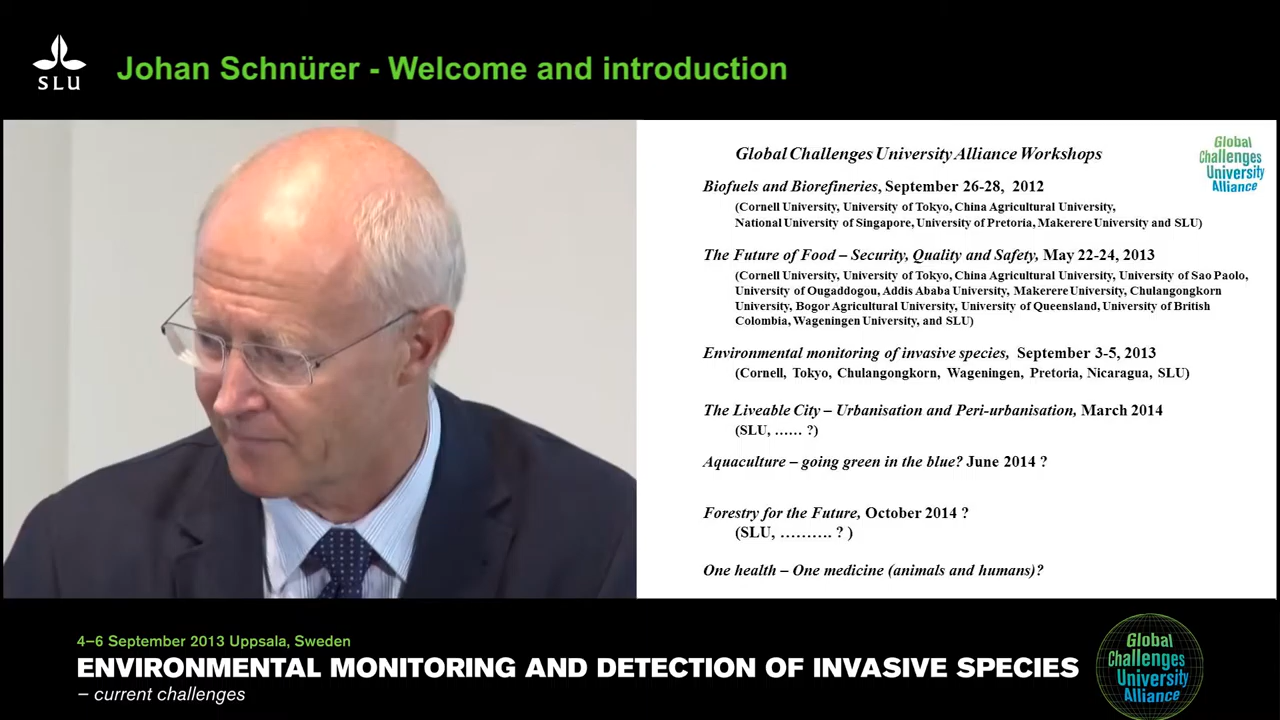 SLU
Johan Schnürer - Welcome and introduction
Global Challenges University Alliance Workshops
Global
Challenges
University
Alliance
Biofuels and Biorefineries, September 26-28, 2012
(Cornell University, University of Tokyo, China Agricultural University,
National University of Singapore, University of Pretoria, Makerere University and SLU)
The Future of Food – Security, Quality and Safety, May 22-24, 2013
(Cornell University, University of Tokyo, China Agricultural University, University of Sao Paolo,
University of Ougaddogou, Addis Ababa University, Makerere University, Chulangongkorn
University, Bogor Agricultural University, University of Queensland, University of British
Colombia, Wageningen University, and SLU)
Environmental monitoring of invasive species, September 3-5, 2013
(Cornell, Tokyo, Chulangongkorn, Wageningen, Pretoria, Nicaragua, SLU)
The Liveable City – Urbanisation and Peri-urbanisation, March 2014
(SLU, …… ?)
Aquaculture – going green in the blue? June 2014 ?
Forestry for the Future, October 2014 ?
(SLU, ………. ? )
One health – One medicine (animals and humans)?
4–6 September 2013 Uppsala, Sweden
ENVIRONMENTAL MONITORING AND DETECTION OF INVASIVE SPECIES
– current challenges
Global
Challenges
University
Alliance